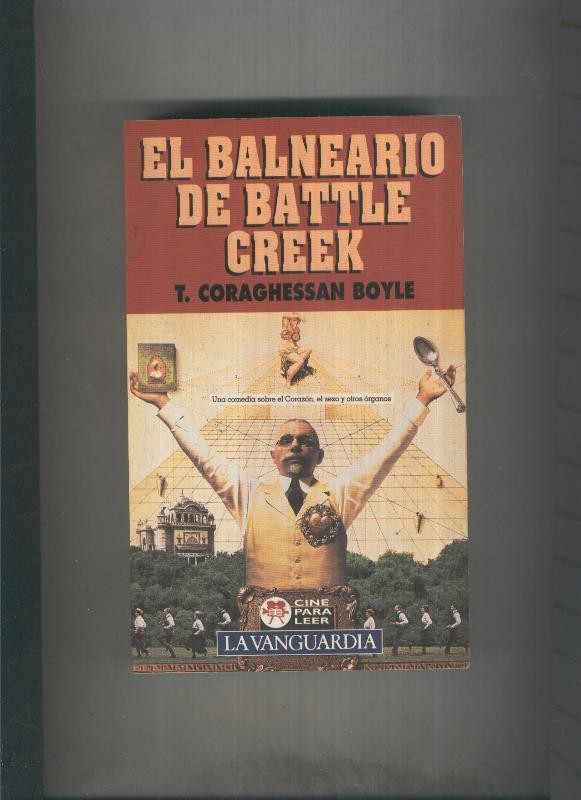 EL BALNEARIO
DE BATTLE
CREEK
T. CORAGHESSAN BOYLE
Una comedia sobre el Corazón, el sexo y otros órganos
CINE
PARA
LEER
LA VANGUARDIA